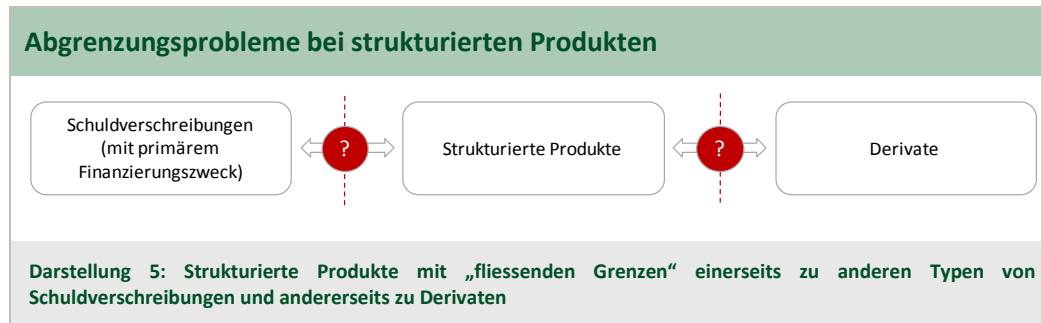 Abgrenzungsprobleme bei strukturierten Produkten
Schuldverschreibungen
(mit primärem
Finanzierungszweck)
?
Strukturierte Produkte
?
Derivate
Darstellung 5: Strukturierte Produkte mit „fliessenden Grenzen“ einerseits zu anderen Typen von
Schuldverschreibungen und andererseits zu Derivaten